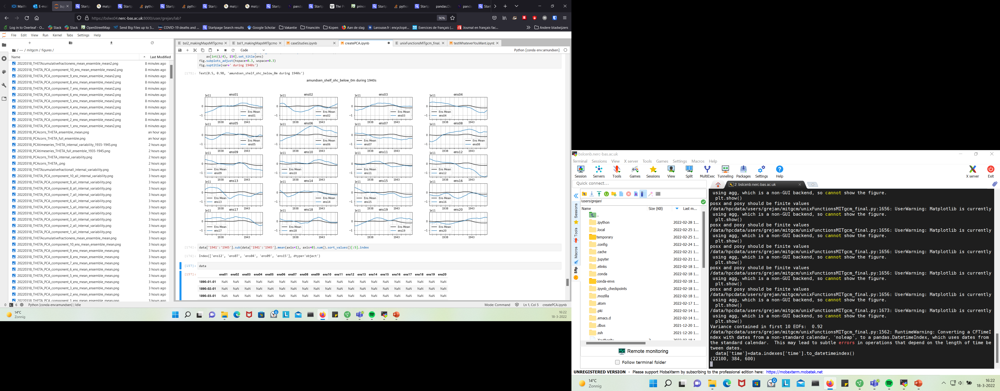 Mailfe
E-mail
Jup
Startp
matpl
Startp
pytho
Startp
pytho
Startp
matpl
matpl
Startp
panda
Startp
The P
prince
Startp
pytho
Startp
pandas.Da
panda
Start
https://bslws04.nerc-bas.ac.uk:8000/user/grejan/lab?
90%
Log in to Overleaf - O...
Slack
Slack
OpenStreetMap
Send Big Files up to 5...
COVID-19 deaths and ...
Startpage Search results
Google Scholar
Vakantie
Financiën
Kopen
Aan de slag
Larousse.fr : encyclopé...
Exercices de français (...
Journal en français fac...
Andere bladwijzers
File Edit View Run Kernel Tabs Settings Help
/ ··· / mitgcm / figures /
Name Last Modified
20220318_THETAcumulativefractionens_mean_ensemble_mean2.png 8 minutes ago
20220318_THETA_PCA_component_10_ens_mean_ensemble_mean2.png 8 minutes ago
20220318_THETA_PCA_component_9_ens_mean_ensemble_mean2.png 8 minutes ago
20220318_THETA_PCA_component_8_ens_mean_ensemble_mean2.png 8 minutes ago
20220318_THETA_PCA_component_7_ens_mean_ensemble_mean2.png 8 minutes ago
20220318_THETA_PCA_component_6_ens_mean_ensemble_mean2.png 8 minutes ago
20220318_THETA_PCA_component_5_ens_mean_ensemble_mean2.png 8 minutes ago
20220318_THETA_PCA_component_4_ens_mean_ensemble_mean2.png 8 minutes ago
20220318_THETA_PCA_component_3_ens_mean_ensemble_mean2.png 8 minutes ago
20220318_THETA_PCA_component_2_ens_mean_ensemble_mean2.png 8 minutes ago
20220318_THETA_PCA_component_1_ens_mean_ensemble_mean2.png 8 minutes ago
20220318_PCAcorrs_THETA_ensemble_mean.png an hour ago
20220318_PCAcorrs_THETA_full_ensemble.png an hour ago
20220318_PCAtimeseries_THETA_internal_variability_1935-1945.png 2 hours ago
20220318_PCAtimeseries_THETA_full_ensemble_1935-1945.png 2 hours ago
20220318_PCAcorrs_THETA_internal_variability.png 2 hours ago
20220318_PCAcorrs_THETA_.png 2 hours ago
20220318_THETAcumulativefractionall_internal_variability.png 3 hours ago
20220318_THETA_PCA_component_10_all_internal_variability.png 3 hours ago
20220318_THETA_PCA_component_9_all_internal_variability.png 3 hours ago
20220318_THETA_PCA_component_8_all_internal_variability.png 3 hours ago
20220318_THETA_PCA_component_7_all_internal_variability.png 3 hours ago
20220318_THETA_PCA_component_6_all_internal_variability.png 3 hours ago
20220318_THETA_PCA_component_5_all_internal_variability.png 3 hours ago
20220318_THETA_PCA_component_4_all_internal_variability.png 3 hours ago
20220318_THETA_PCA_component_3_all_internal_variability.png 3 hours ago
20220318_THETA_PCA_component_2_all_internal_variability.png 3 hours ago
20220318_THETA_PCA_component_1_all_internal_variability.png 3 hours ago
20220318_THETAcumulativefractionens_mean_ensemble_mean.png 3 hours ago
20220318_THETA_PCA_component_10_ens_mean_ensemble_mean.png 3 hours ago
20220318_THETA_PCA_component_9_ens_mean_ensemble_mean.png 3 hours ago
20220318_THETA_PCA_component_8_ens_mean_ensemble_mean.png 3 hours ago
20220318_THETA_PCA_component_7_ens_mean_ensemble_mean.png 3 hours ago
20220318_THETA_PCA_component_6_ens_mean_ensemble_mean.png 3 hours ago
20220318_THETA_PCA_component_5_ens_mean_ensemble_mean.png 3 hours ago
20220318_THETA_PCA_component_4_ens_mean_ensemble_mean.png 3 hours ago
20220318_THETA_PCA_component_3_ens_mean_ensemble_mean.png 3 hours ago
20220318_THETA_PCA_component_2_ens_mean_ensemble_mean.png 3 hours ago
20220318_THETA_PCA_component_1_ens_mean_ensemble_mean.png 3 hours ago
0 6 Python [conda env:amundsen] | Idle
bsl2_makingMapsMITgcmo
bsl1_makingMapsMITgcmo
caseStudies.ipynb
createPCA.ipynb
unixFunctionsMITgcm_final.
testWhateverYouWant.ipynt
Code
Python [conda env:amundsen]
ax[int(i/4), i%4].set_title(ens)
fig.subplots_adjust(hspace=0.3, wspace=0.3)
fig.suptitle(var+' during 1940s')
[175]: Text(0.5, 0.98, 'amundsen_shelf_ohc_below_0m during 1940s')
amundsen_shelf_ohc_below_0m during 1940s
1e11 ens01 1e11 ens02 1e11 ens03 1e11 ens04
0 0 0 0
Ens Mean Ens Mean Ens Mean Ens Mean
−1 ens01 −1 ens02 −1 ens03 −1 ens04
1938 1943 1938 1943 1938 1943 1938 1943
1e11 ens05 1e11 ens06 1e11 ens07 1e11 ens08
0 0 0 0
Ens Mean Ens Mean Ens Mean Ens Mean
−1 ens05 −1 ens06 −1 ens07 −1 ens08
1938 1943 1938 1943 1938 1943 1938 1943
1e11 ens09 1e11 ens10 1e11 ens11 1e11 ens12
0 0 0 0
Ens Mean Ens Mean Ens Mean Ens Mean
−1 ens09 −1 ens10 −1 ens11 −1 ens12
1938 1943 1938 1943 1938 1943 1938 1943
1e11 ens13 1e11 ens14 1e11 ens15 1e11 ens16
0 0 0 0
Ens Mean Ens Mean Ens Mean Ens Mean
−1 ens13 −1 ens14 −1 ens15 −1 ens16
1938 1943 1938 1943 1938 1943 1938 1943
1e11 ens17 1e11 ens18 1e11 ens19 1e11 ens20
0 0 0 0
Ens Mean Ens Mean Ens Mean Ens Mean
−1 ens17 −1 ens18 −1 ens19 −1 ens20
1938 1943 1938 1943 1938 1943 1938 1943
[176]: data['1941':'1945'].sub(data['1941':'1945'].mean(axis=1), axis=0).sum().sort_values()[:5].index
[176]: Index(['ens12', 'ens07', 'ens04', 'ens09', 'ens15'], dtype='object')
[157]: data
[157]: ens01 ens02 ens03 ens04 ens05 ens06 ens07 ens08 ens09 ens10 ens11 ens12 ens13 ens14 ens15 ens16 ens17 ens18 ens19 ens20
1890-01-01 NaN NaN NaN NaN NaN NaN NaN NaN NaN NaN NaN NaN NaN NaN NaN NaN NaN NaN NaN NaN
1890-02-01 NaN NaN NaN NaN NaN NaN NaN NaN NaN NaN NaN NaN NaN NaN NaN NaN NaN NaN NaN NaN
1890-03-01 NaN NaN NaN NaN NaN NaN NaN NaN NaN NaN NaN NaN NaN NaN NaN NaN NaN NaN NaN NaN
Mode: Command Ln 1, Col 5 createPCA.ipynb
14°C
Zonnig
16:22
18-3-2022
bslcenb.nerc-bas.ac.uk
Terminal Sessions View X server Tools Games Settings Macros Help
Session Servers Tools Games Sessions View Split MultiExec Tunneling Packages Settings Help X server Exit
Quick connect...
2. bslcenb.nerc-bas.ac.uk
Sessions
Tools
Macros
Sftp
/users/grejan/
Name Size (KB) Last m...
..
.ipython 2022-02-28 1...
.local 2022-02-25 1...
temporary 2022-02-25 1...
.config 2022-02-24 1...
.cache 2022-02-21 1...
.jupyter 2022-02-21 1...
.elinks 2022-02-18 1...
.conda 2022-02-18 1...
conda-envs 2022-02-18 1...
.ipynb_checkpoints 2022-02-18 1...
.mozilla 2022-02-18 1...
.atom 2022-02-17 1...
.pki 2022-02-14 1...
.emacs.d 2022-02-14 1...
.dbus 2021-12-20 1...
.ssh 2021-12-20 1...
.Xauthority 2 2022-03-18 1...
Remote monitoring
Follow terminal folder
using agg, which is a non-GUI backend, so cannot show the figure.
plt.show()
posx and posy should be finite values
/data/hpcdata/users/grejan/mitgcm/unixFunctionsMITgcm_final.py:1656: UserWarning: Matplotlib is currently
using agg, which is a non-GUI backend, so cannot show the figure.
plt.show()
posx and posy should be finite values
/data/hpcdata/users/grejan/mitgcm/unixFunctionsMITgcm_final.py:1656: UserWarning: Matplotlib is currently
using agg, which is a non-GUI backend, so cannot show the figure.
plt.show()
posx and posy should be finite values
/data/hpcdata/users/grejan/mitgcm/unixFunctionsMITgcm_final.py:1656: UserWarning: Matplotlib is currently
using agg, which is a non-GUI backend, so cannot show the figure.
plt.show()
posx and posy should be finite values
/data/hpcdata/users/grejan/mitgcm/unixFunctionsMITgcm_final.py:1656: UserWarning: Matplotlib is currently
using agg, which is a non-GUI backend, so cannot show the figure.
plt.show()
posx and posy should be finite values
/data/hpcdata/users/grejan/mitgcm/unixFunctionsMITgcm_final.py:1656: UserWarning: Matplotlib is currently
using agg, which is a non-GUI backend, so cannot show the figure.
plt.show()
/data/hpcdata/users/grejan/mitgcm/unixFunctionsMITgcm_final.py:1673: UserWarning: Matplotlib is currently
using agg, which is a non-GUI backend, so cannot show the figure.
plt.show()
Variance contained in first 10 EOFs: 0.92
/data/hpcdata/users/grejan/mitgcm/unixFunctionsMITgcm_final.py:1562: RuntimeWarning: Converting a CFTimeI
ndex with dates from a non-standard calendar, 'noleap', to a pandas.DatetimeIndex, which uses dates from
the standard calendar. This may lead to subtle errors in operations that depend on the length of time be
tween dates.
data['time']=data.indexes['time'].to_datetimeindex()
(22100, 384, 600)
UNREGISTERED VERSION - Please support MobaXterm by subscribing to the professional edition here: https://mobaxterm.mobatek.net
14°C
Zonnig
16:22
18-3-2022